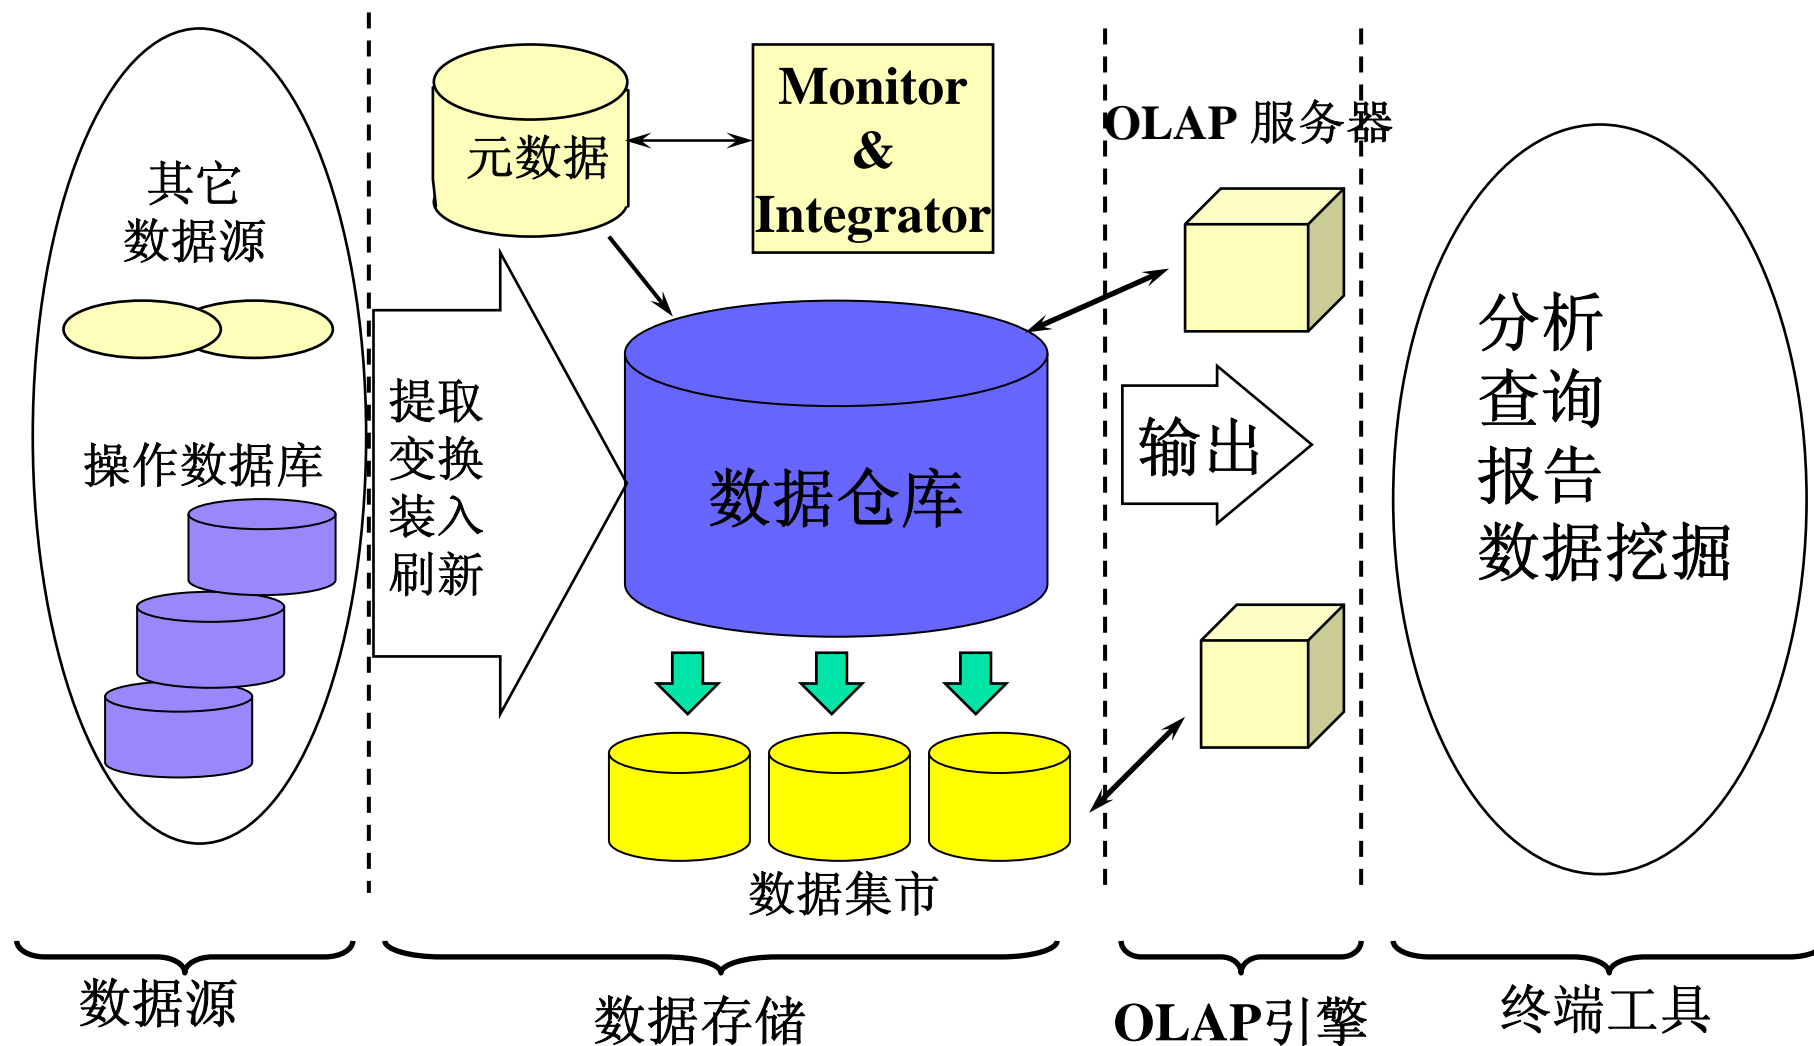 其它
数据源
操作数据库
提取
变换
装入
刷新
元数据
Monitor
&
Integrator
数据仓库
数据集市
OLAP 服务器
输出
分析
查询
报告
数据挖掘
数据源
数据存储
OLAP引擎
终端工具